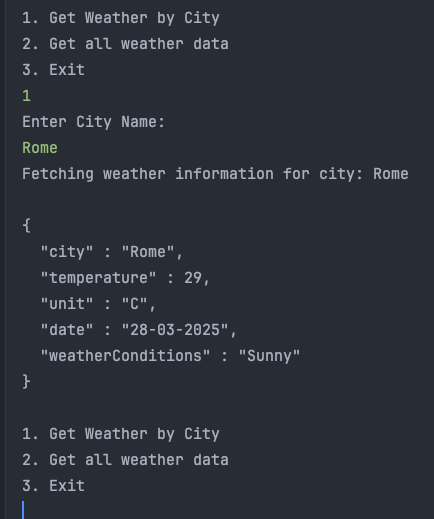 1. Get Weather by City
2. Get all weather data
3. Exit
1
Enter City Name:
Rome
Fetching weather information for city: Rome
{
  "city" : "Rome",
  "temperature" : 29,
  "unit" : "C",
  "date" : "28-03-2025",
  "weatherConditions" : "Sunny"
}
1. Get Weather by City
2. Get all weather data
3. Exit